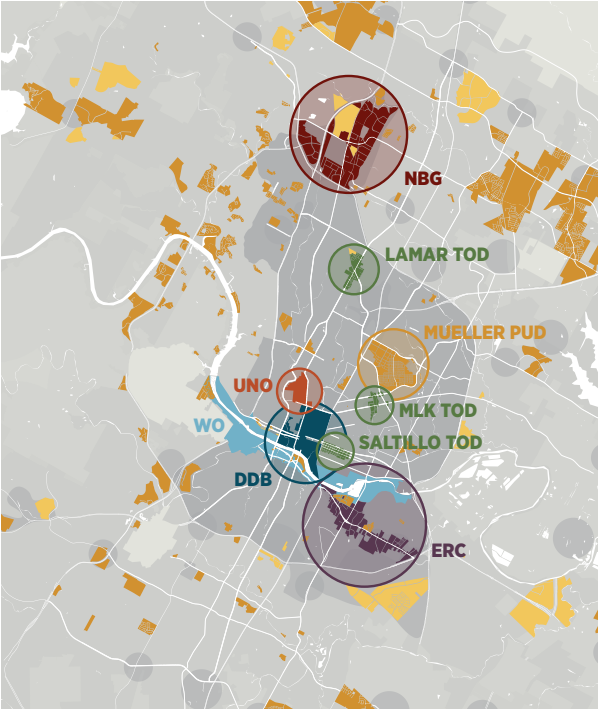 NBG
LAMAR TOD
MUELLER PUD
UNO
MLK TOD
WO
SALTILLO TOD
DDB
ERC